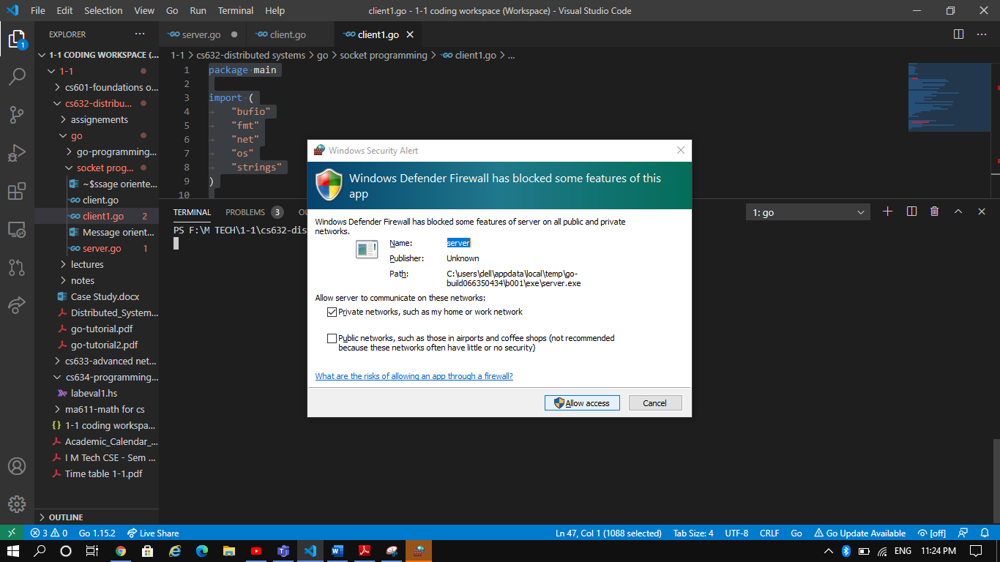 File Edit Selection View Go Run Terminal Help client1.go - 1-1 coding workspace (Workspace) - Visual Studio Code
EXPLORER ...
server.go client.go client1.go
1-1 > cs632-distributed systems > go > socket programming > client1.go > ...
1-1 CODING WORKSPACE (...
1-1
cs601-foundations o...
cs632-distribu...
assignements
go
go-programming...
socket prog...
~$ssage oriente...
client.go
client1.go 2
Message orient...
server.go 1
lectures
notes
Case Study.docx
Distributed_System...
go-tutorial.pdf
go-tutorial2.pdf
cs633-advanced net...
cs634-programming...
labeval1.hs
ma611-math for cs
1-1 coding workspa...
Academic_Calendar_...
I M Tech CSE - Sem ...
Time table 1-1.pdf
OUTLINE
1 package main
2
3 import (
4 "bufio"
5 "fmt"
6 "net"
7 "os"
8 "strings"
9 )
10
TERMINAL PROBLEMS 3 OU 1: go
PS F:\M TECH\1-1\cs632-dis
Windows Security Alert
Windows Defender Firewall has blocked some features of this
app
Windows Defender Firewall has blocked some features of server on all public and private
networks.
Name: server
Publisher: Unknown
Path: C:\users\dell\appdata\local\temp\go-
build066350434\b001\exe\server.exe
Allow server to communicate on these networks:
Private networks, such as my home or work network
Public networks, such as those in airports and coffee shops (not recommended
because these networks often have little or no security)
What are the risks of allowing an app through a firewall?
Allow access Cancel
3 0 Go 1.15.2 Live Share Ln 47, Col 1 (1088 selected) Tab Size: 4 UTF-8 CRLF Go Go Update Available [off]
ENG 11:24 PM